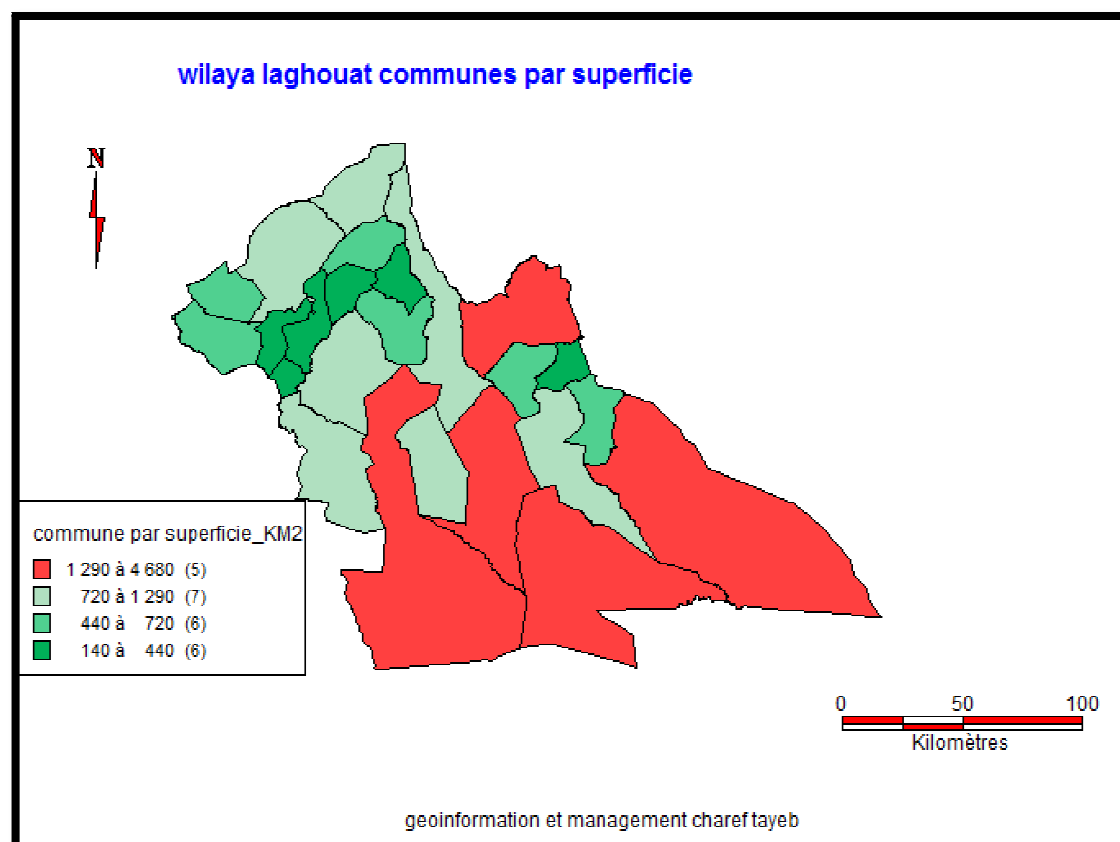 wilaya laghouat communes par superficie
N
commune par superficie_KM2
1 290 à 4 680 (5)
720 à 1 290 (7)
440 à 720 (6)
140 à 440 (6)
0 50 100
Kilomètres
geoinformation et management charef tayeb